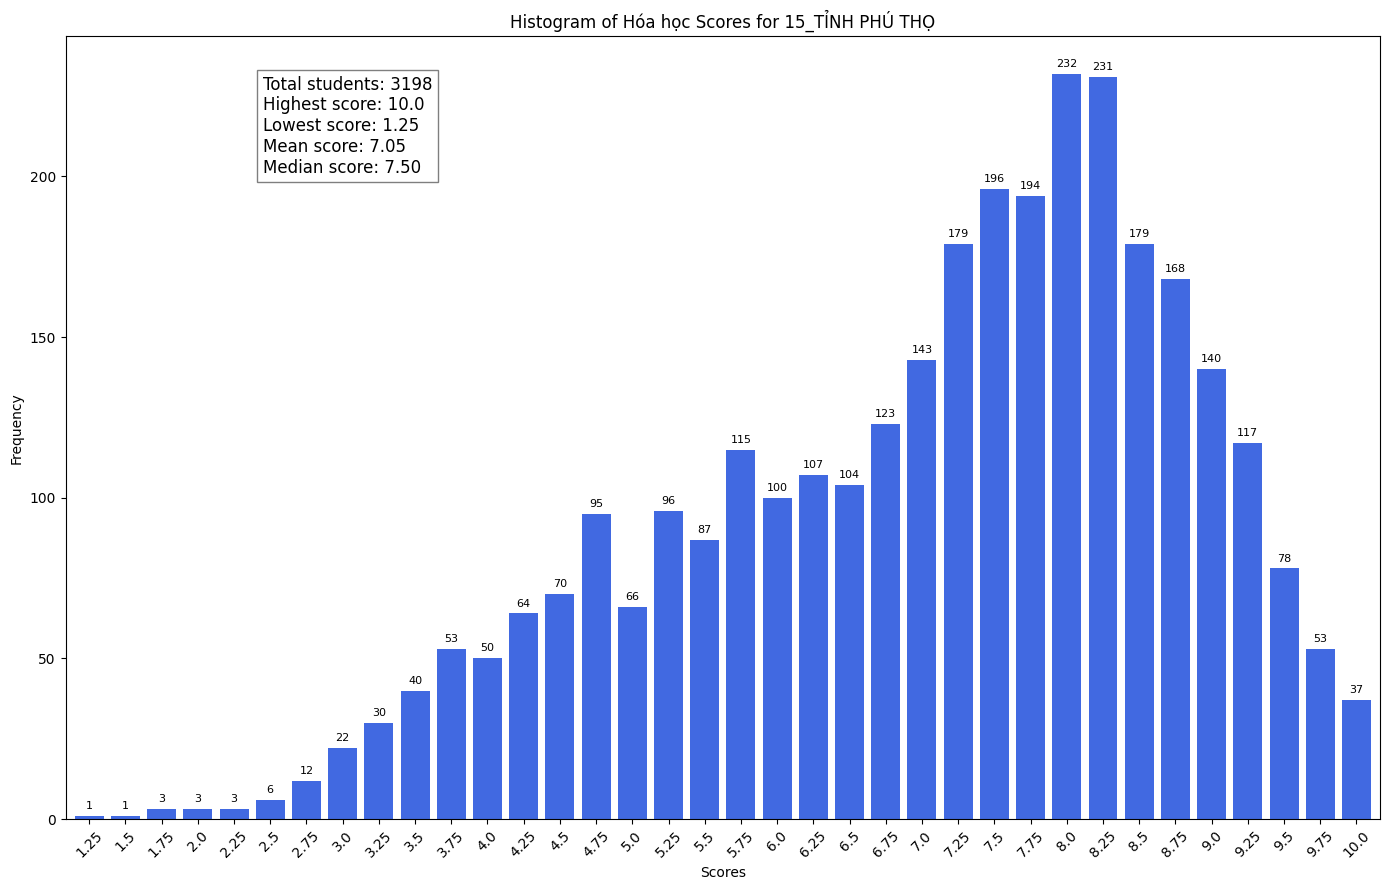 Histogram of Hóa học Scores for 15_TỈNH PHÚ THỌ
Total students: 3198
Highest score: 10.0
Lowest score: 1.25
Mean score: 7.05
Median score: 7.50
Frequency
200
150
100
50
0
1 1 3 3 3 6 12 22 30 40 53 50 64 70 95 66 96 87 115 100 107 104 123 143 179 196 194 232 231 179 168 140 117 78 53 37
1.25 1.5 1.75 2.0 2.25 2.5 2.75 3.0 3.25 3.5 3.75 4.0 4.25 4.5 4.75 5.0 5.25 5.5 5.75 6.0 6.25 6.5 6.75 7.0 7.25 7.5 7.75 8.0 8.25 8.5 8.75 9.0 9.25 9.5 9.75 10.0
Scores